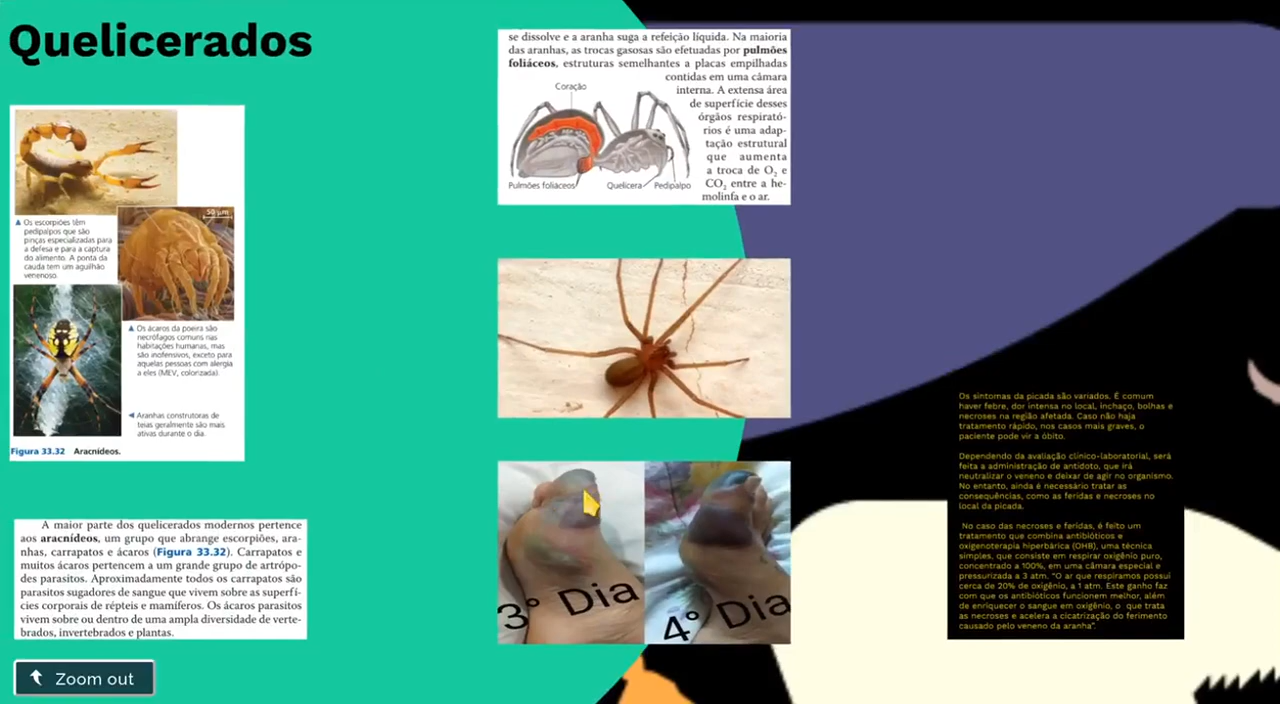 Quelicerados
▲ Os escorpiões têm
pedipalpos que são
pinças especializadas para
a defesa e para a captura
do alimento. A ponta da
cauda tem um aguilhão
venenoso.
50 µm
▲ Os ácaros da poeira são
necrófagos comuns nas
habitações humanas, mas
são inofensivos, exceto para
aquelas pessoas com alergia
a eles (MEV, colorizada).
◄ Aranhas construtoras de
teias geralmente são mais
ativas durante o dia.
Figura 33.32 Aracnídeos.
A maior parte dos quelicerados modernos pertence
aos aracnídeos, um grupo que abrange escorpiões, ara-
nhas, carrapatos e ácaros (Figura 33.32). Carrapatos e
muitos ácaros pertencem a um grande grupo de artrópo-
des parasitos. Aproximadamente todos os carrapatos são
parasitos sugadores de sangue que vivem sobre as superfí-
cies corporais de répteis e mamíferos. Os ácaros parasitos
vivem sobre ou dentro de uma ampla diversidade de verte-
brados, invertebrados e plantas.
Zoom out
se dissolve e a aranha suga a refeição líquida. Na maioria
das aranhas, as trocas gasosas são efetuadas por pulmões
foliáceos, estruturas semelhantes a placas empilhadas
contidas em uma câmara
interna. A extensa área
de superfície desses
órgãos respirató-
rios é uma adap-
tação estrutural
que aumenta
a troca de O₂ e
CO₂ entre a he-
molinfa e o ar.
Coração
Pulmões foliáceos
Quelícera
Pedipalpo
3° Dia
4° Dia
Os sintomas da picada são variados. É comum
haver febre, dor intensa no local, inchaço, bolhas e
necroses na região afetada. Caso não haja
tratamento rápido, nos casos mais graves, o
paciente pode vir a óbito.
Dependendo da avaliação clínico-laboratorial, será
feita a administração de antídoto, que irá
neutralizar o veneno e deixar de agir no organismo.
No entanto, ainda é necessário tratar as
consequências, como as feridas e necroses no
local da picada.
No caso das necroses e feridas, é feito um
tratamento que combina antibióticos e
oxigenoterapia hiperbárica (OHB), uma técnica
simples, que consiste em respirar oxigênio puro,
concentrado a 100%, em uma câmara especial e
pressurizada a 3 atm. "O ar que respiramos possui
cerca de 20% de oxigênio, a 1 atm. Este ganho faz
com que os antibióticos funcionem melhor, além
de enriquecer o sangue em oxigênio, o que trata
as necroses e acelera a cicatrização do ferimento
causado pelo veneno da aranha".